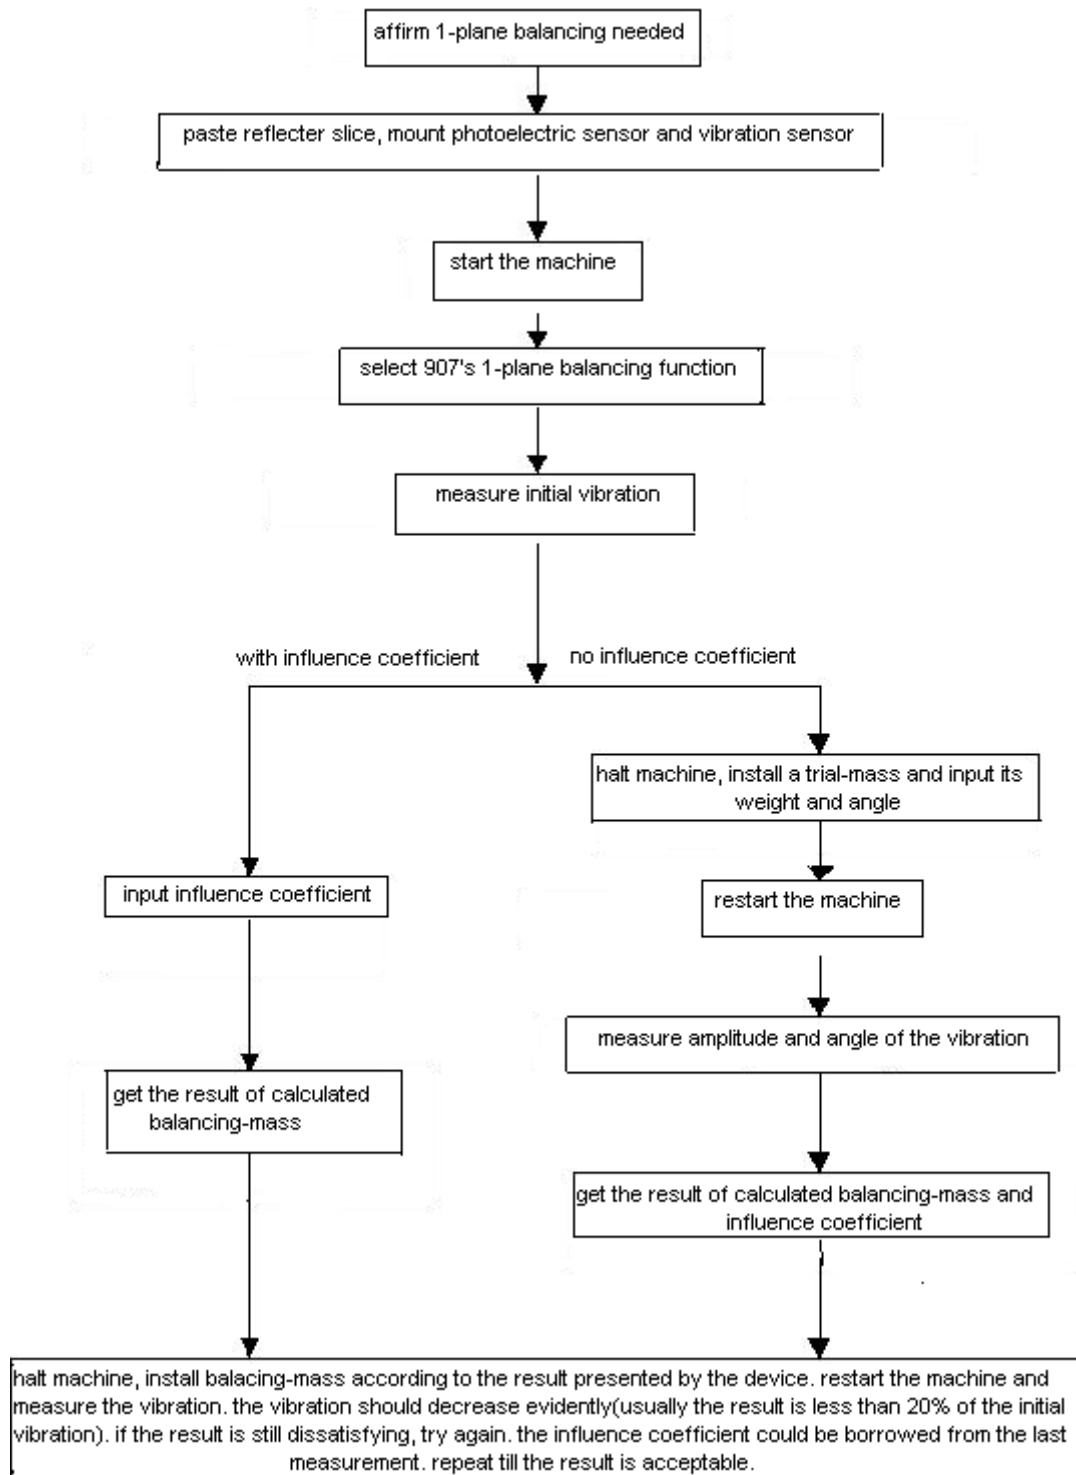 affirm 1-plane balancing needed
paste reflecter slice, mount photoelectric sensor and vibration sensor
start the machine
select 907's 1-plane balancing function
measure initial vibration
with influence coefficient
no influence coefficient
halt machine, install a trial-mass and input its
weight and angle
input influence coefficient
restart the machine
measure amplitude and angle of the vibration
get the result of calculated
balancing-mass
get the result of calculated balancing-mass and
influence coefficient
halt machine, install balacing-mass according to the result presented by the device. restart the machine and
measure the vibration. the vibration should decrease evidently(usually the result is less than 20% of the initial
vibration). if the result is still dissatisfying, try again. the influence coefficient could be borrowed from the last
measurement. repeat till the result is acceptable.